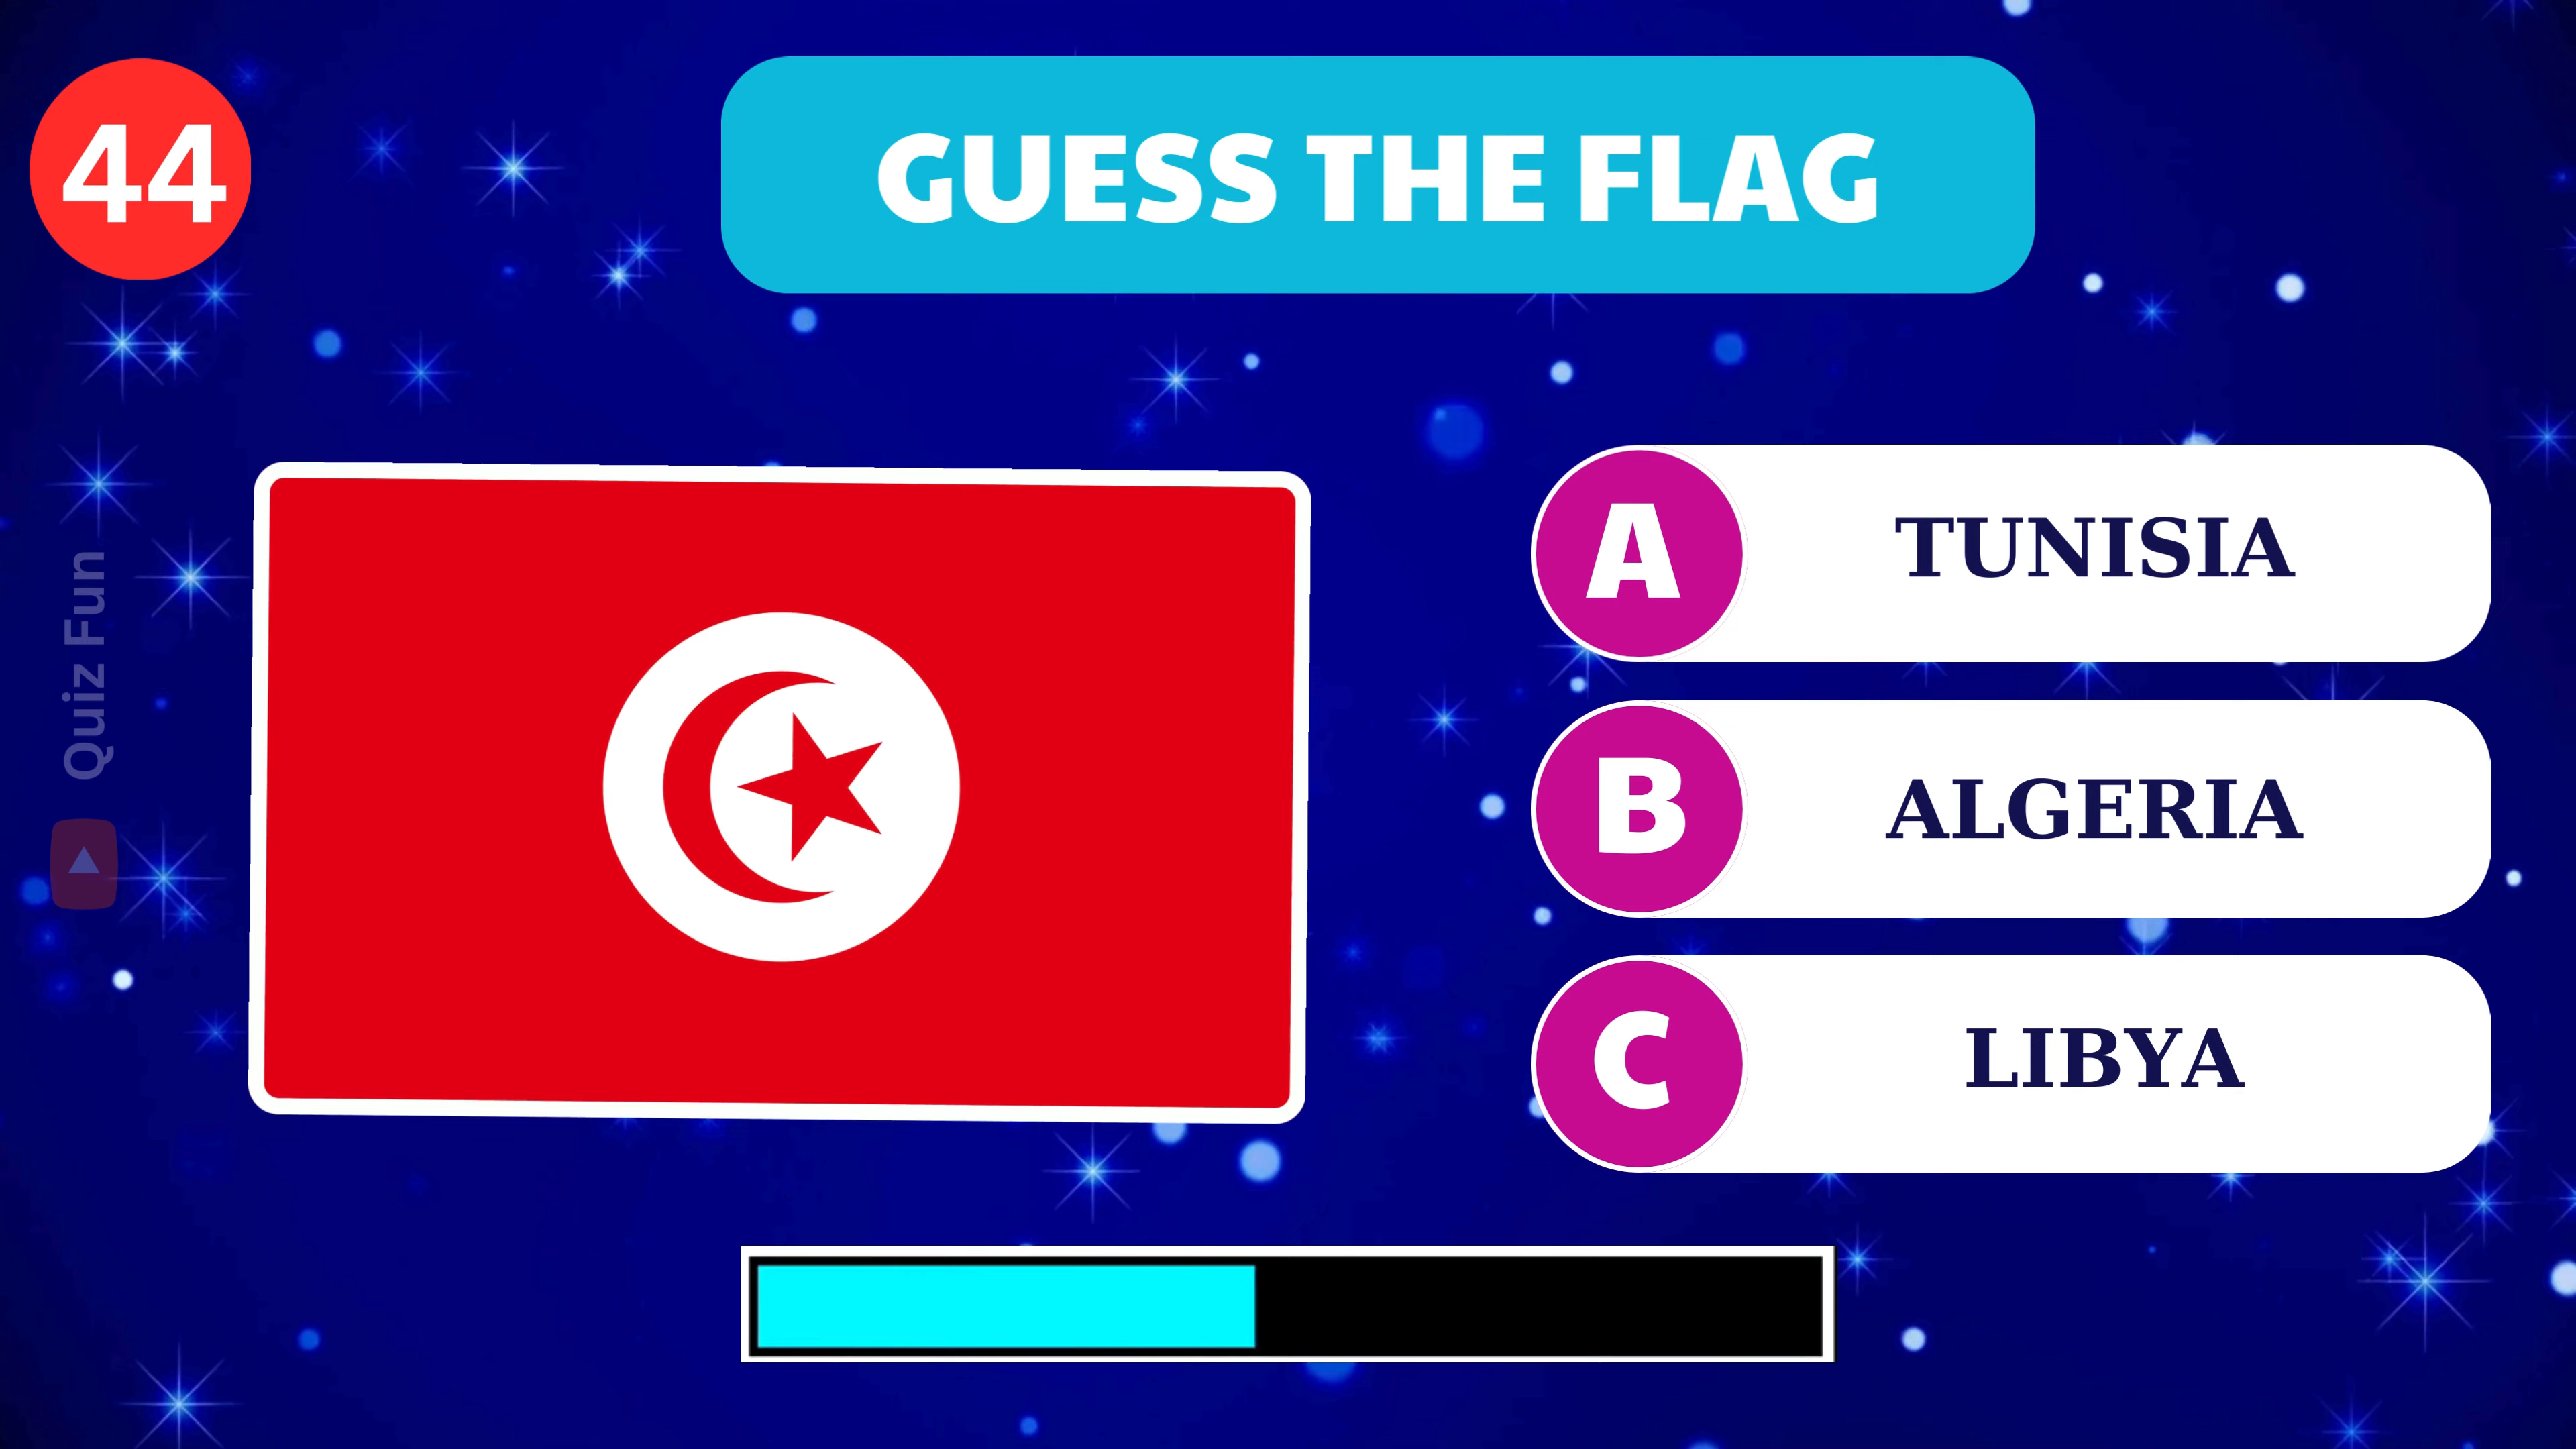 44
GUESS THE FLAG
Quiz Fun
A TUNISIA
B ALGERIA
C LIBYA